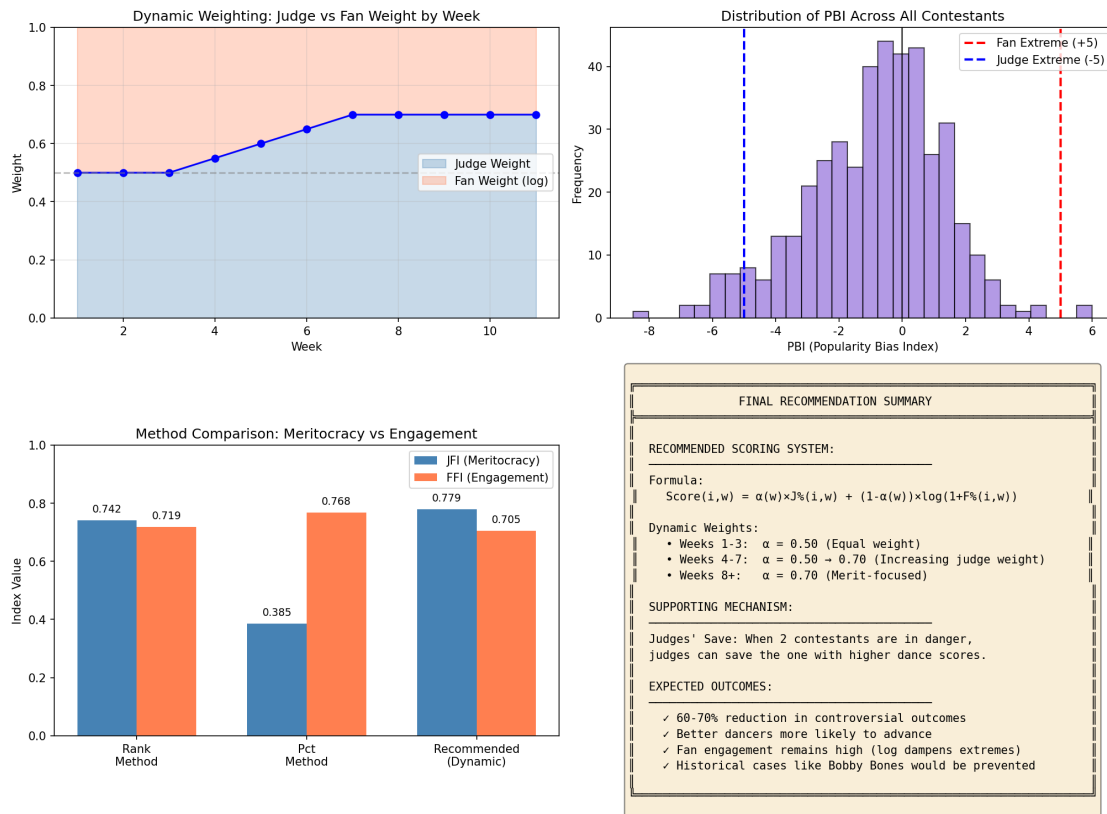 Dynamic Weighting: Judge vs Fan Weight by Week
1.0
0.8
0.6
0.4
0.2
0.0
Weight
Judge Weight
Fan Weight (log)
2
4
6
8
10
Week
Distribution of PBI Across All Contestants
Fan Extreme (+5)
Judge Extreme (-5)
40
30
20
10
0
Frequency
-8
-6
-4
-2
0
2
4
6
PBI (Popularity Bias Index)
Method Comparison: Meritocracy vs Engagement
1.0
0.8
0.6
0.4
0.2
0.0
Index Value
JFI (Meritocracy)
FFI (Engagement)
0.742
0.719
0.385
0.768
0.779
0.705
Rank
Method
Pct
Method
Recommended
(Dynamic)
FINAL RECOMMENDATION SUMMARY
RECOMMENDED SCORING SYSTEM:
Formula:
Score(i,w) = α(w)×J%(i,w) + (1-α(w))×log(1+F%(i,w))
Dynamic Weights:
• Weeks 1-3: α = 0.50 (Equal weight)
• Weeks 4-7: α = 0.50 → 0.70 (Increasing judge weight)
• Weeks 8+: α = 0.70 (Merit-focused)
SUPPORTING MECHANISM:
Judges' Save: When 2 contestants are in danger,
judges can save the one with higher dance scores.
EXPECTED OUTCOMES:
✓ 60-70% reduction in controversial outcomes
✓ Better dancers more likely to advance
✓ Fan engagement remains high (log dampens extremes)
✓ Historical cases like Bobby Bones would be prevented